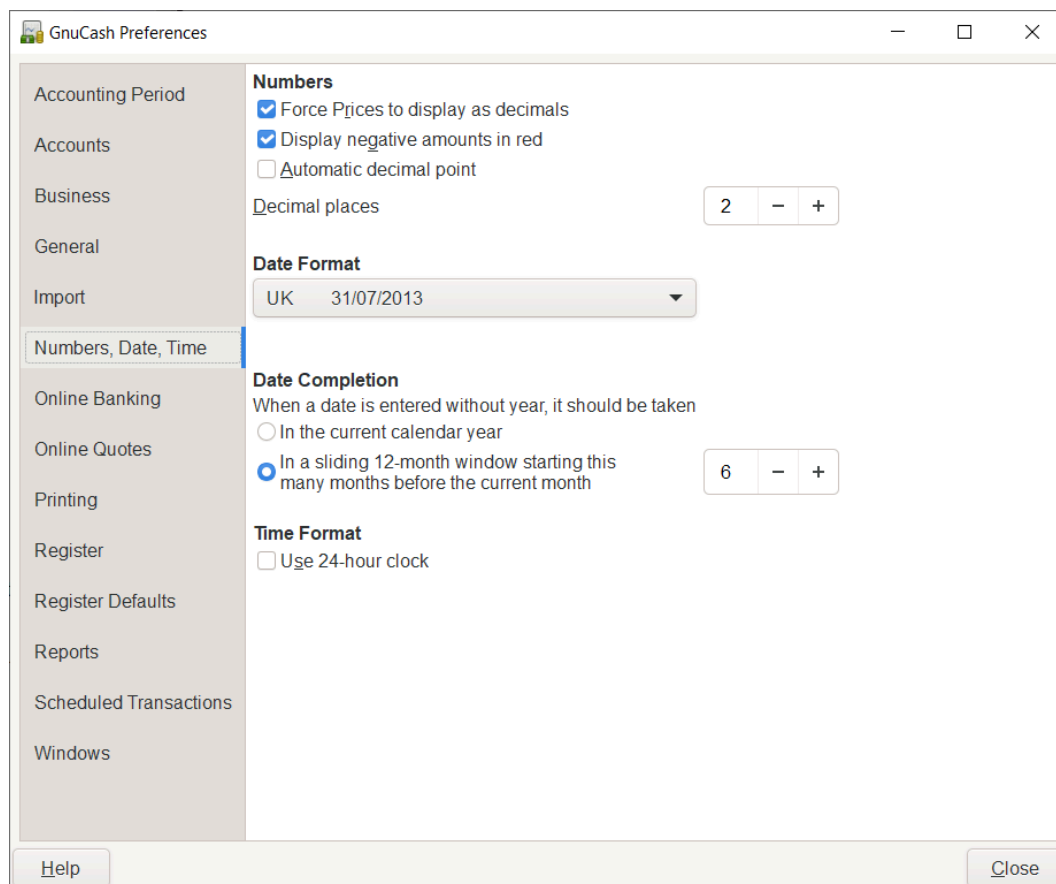 GnuCash Preferences
Accounting Period
Accounts
Business
General
Import
Numbers, Date, Time
Online Banking
Online Quotes
Printing
Register
Register Defaults
Reports
Scheduled Transactions
Windows
Numbers
Force Prices to display as decimals
Display negative amounts in red
Automatic decimal point
Decimal places 2 − +
Date Format
UK 31/07/2013
Date Completion
When a date is entered without year, it should be taken
In the current calendar year
In a sliding 12-month window starting this
many months before the current month
6 − +
Time Format
Use 24-hour clock
Help
Close